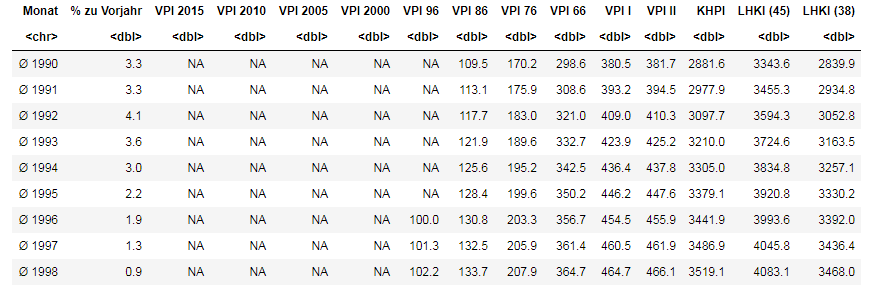 Monat % zu Vorjahr VPI 2015 VPI 2010 VPI 2005 VPI 2000 VPI 96 VPI 86 VPI 76 VPI 66 VPI I VPI II KHPI LHKI (45) LHKI (38)
<chr> <dbl> <dbl> <dbl> <dbl> <dbl> <dbl> <dbl> <dbl> <dbl> <dbl> <dbl> <dbl> <dbl> <dbl>
Ø 1990 3.3 NA NA NA NA NA 109.5 170.2 298.6 380.5 381.7 2881.6 3343.6 2839.9
Ø 1991 3.3 NA NA NA NA NA 113.1 175.9 308.6 393.2 394.5 2977.9 3455.3 2934.8
Ø 1992 4.1 NA NA NA NA NA 117.7 183.0 321.0 409.0 410.3 3097.7 3594.3 3052.8
Ø 1993 3.6 NA NA NA NA NA 121.9 189.6 332.7 423.9 425.2 3210.0 3724.6 3163.5
Ø 1994 3.0 NA NA NA NA NA 125.6 195.2 342.5 436.4 437.8 3305.0 3834.8 3257.1
Ø 1995 2.2 NA NA NA NA NA 128.4 199.6 350.2 446.2 447.6 3379.1 3920.8 3330.2
Ø 1996 1.9 NA NA NA NA 100.0 130.8 203.3 356.7 454.5 455.9 3441.9 3993.6 3392.0
Ø 1997 1.3 NA NA NA NA 101.3 132.5 205.9 361.4 460.5 461.9 3486.9 4045.8 3436.4
Ø 1998 0.9 NA NA NA NA 102.2 133.7 207.9 364.7 464.7 466.1 3519.1 4083.1 3468.0